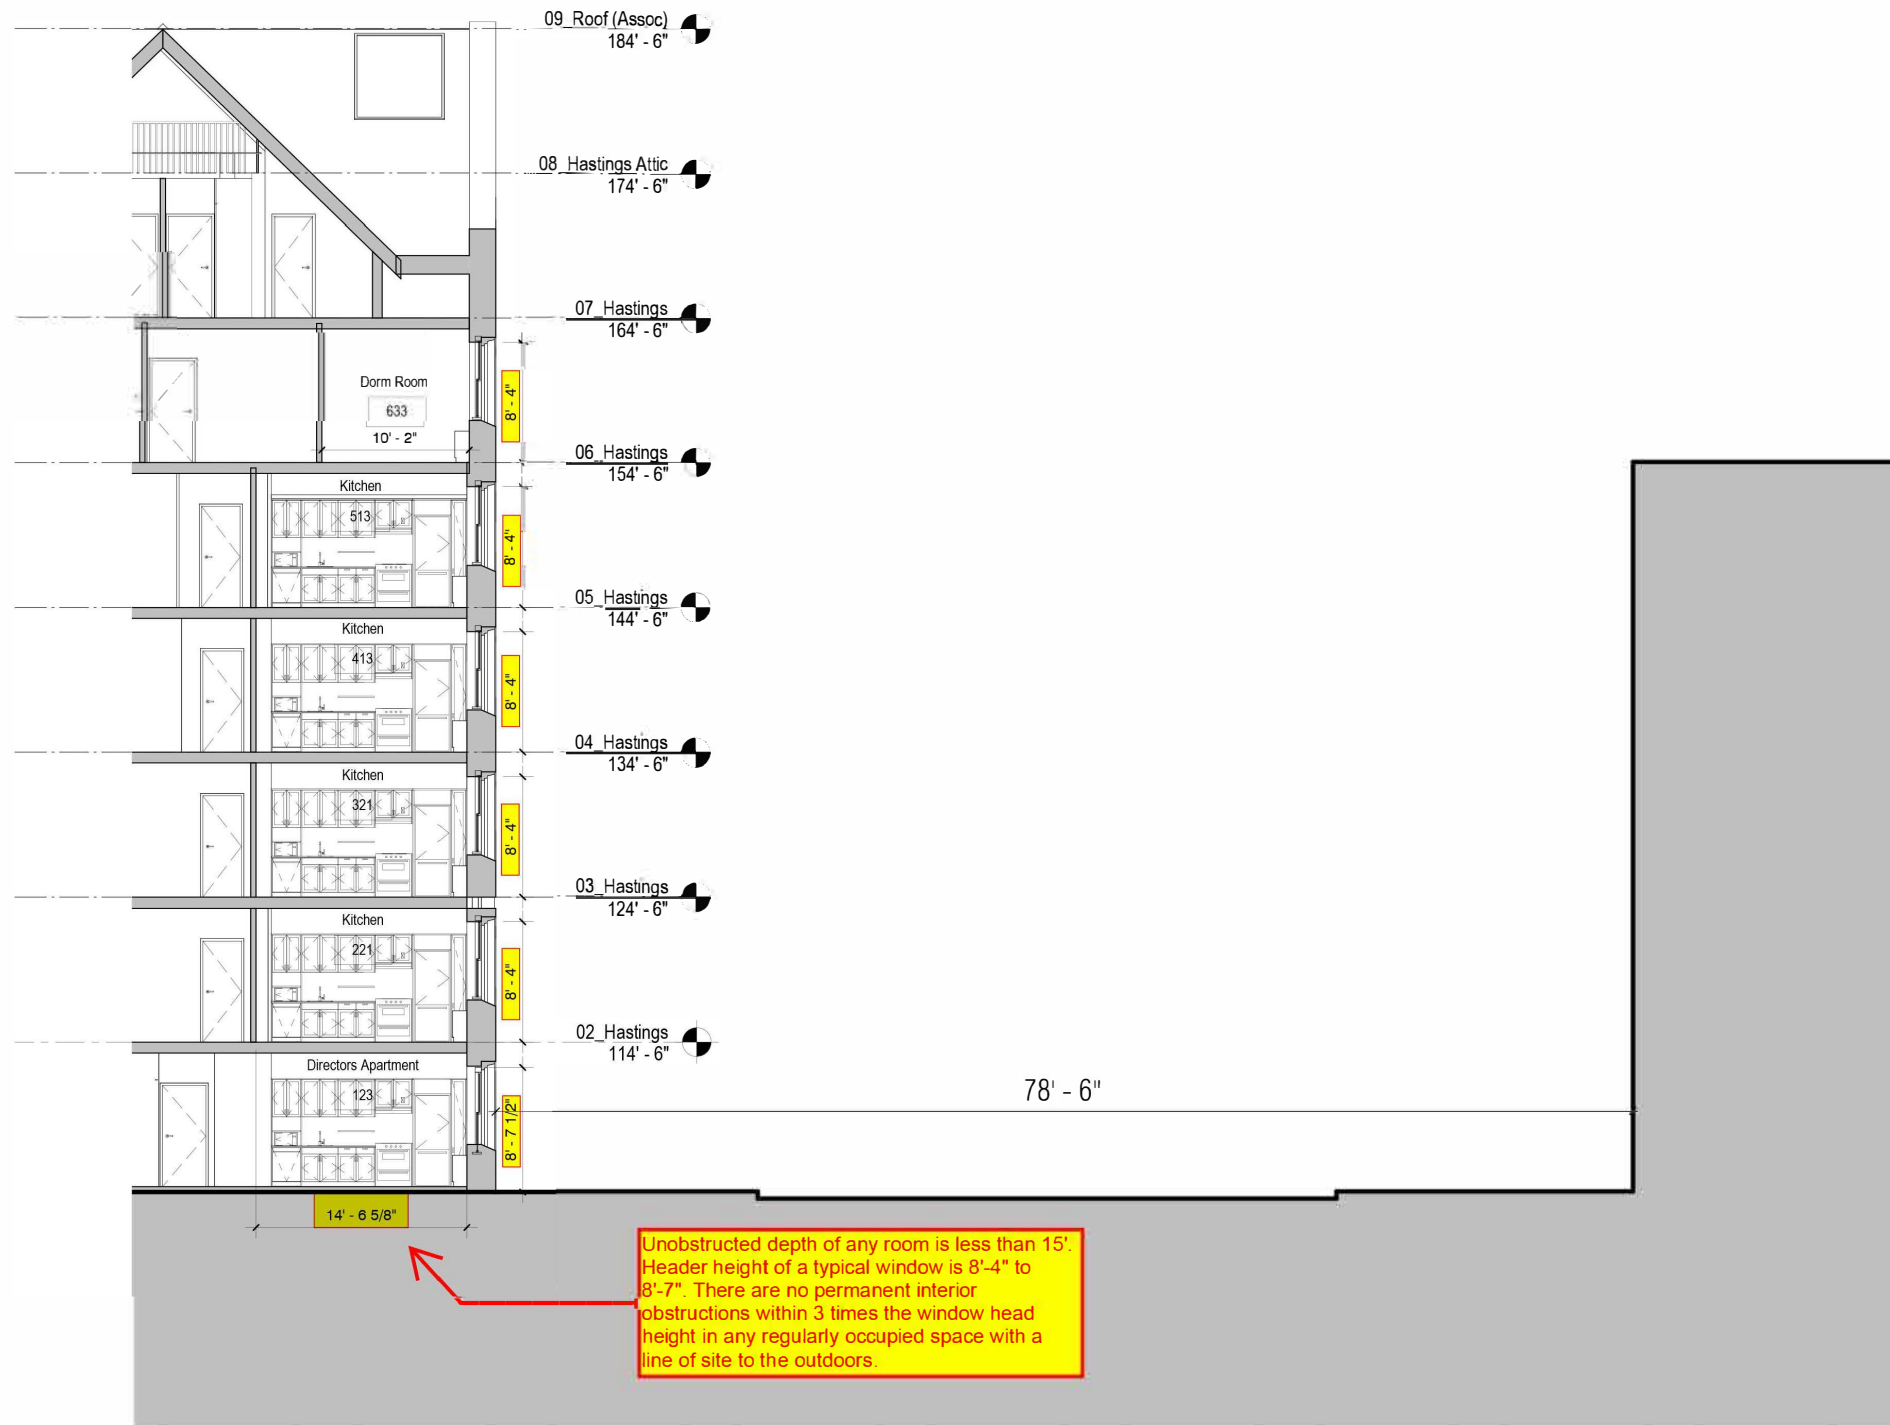 09_Roof (Assoc)
184' - 6"
08_Hastings Attic
174' - 6"
07_Hastings
164' - 6"
Dorm Room
633
10' - 2"
8' - 4"
06_Hastings
154' - 6"
Kitchen
513
8' - 4"
05_Hastings
144' - 6"
Kitchen
413
8' - 4"
04_Hastings
134' - 6"
Kitchen
321
8' - 4"
03_Hastings
124' - 6"
Kitchen
221
8' - 4"
02_Hastings
114' - 6"
Directors Apartment
123
8' - 7 1/2"
78' - 6"
14' - 6 5/8"
Unobstructed depth of any room is less than 15'.
Header height of a typical window is 8'-4" to
8'-7". There are no permanent interior
obstructions within 3 times the window head
height in any regularly occupied space with a
line of site to the outdoors.